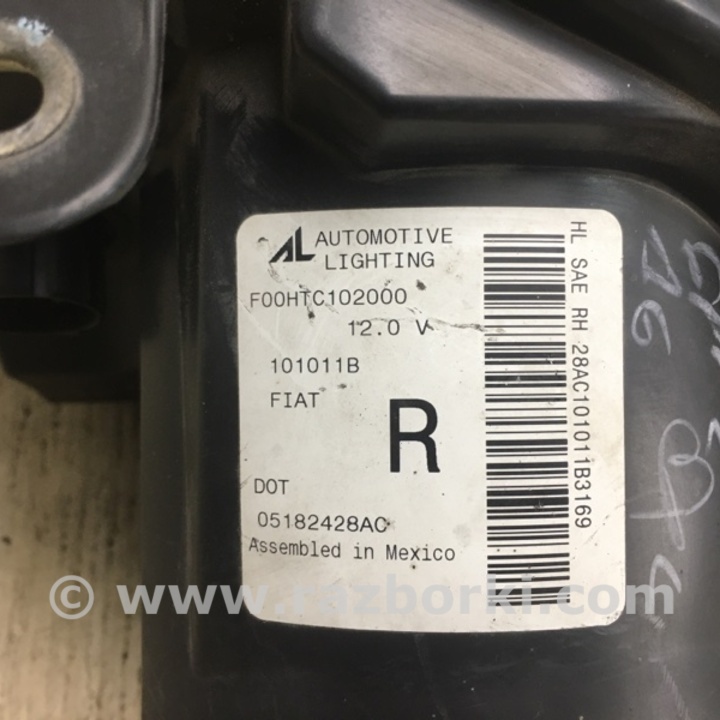 AL AUTOMOTIVE
LIGHTING
F00HTC102000
12.0 V
101011B
FIAT
R
DOT
05182428AC
Assembled in Mexico
HL SAE RH 28AC101011B3169
© www.razborki.com